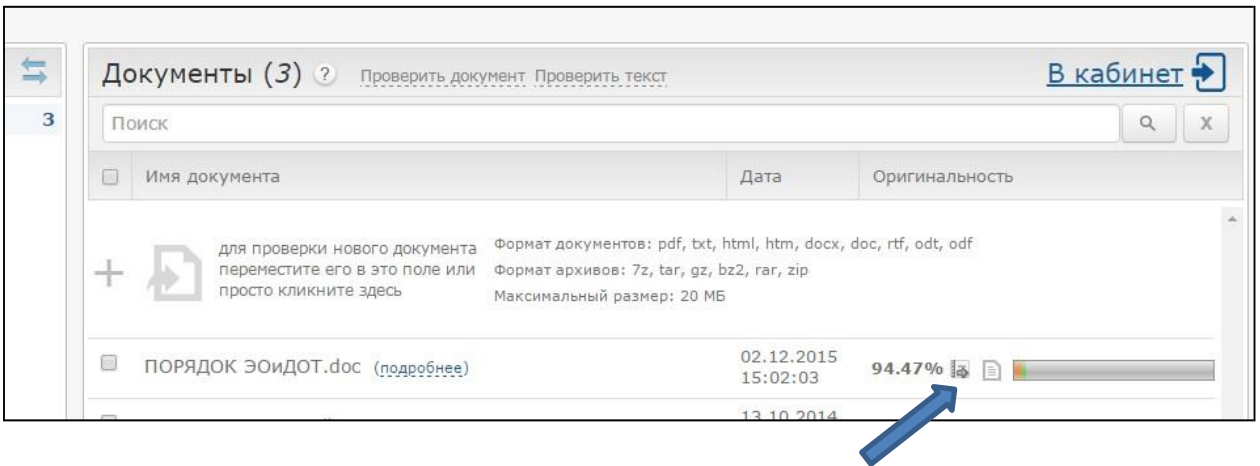 Документы (3) ? Проверить документ Проверить текст В кабинет
3
Поиск X
Имя документа Дата Оригинальность
для проверки нового документа
переместите его в это поле или
просто кликните здесь
Формат документов: pdf, txt, html, htm, docx, doc, rtf, odt, odf
Формат архивов: 7z, tar, gz, bz2, rar, zip
Максимальный размер: 20 МБ
ПОРЯДОК ЭОиДОТ.doc (подробнее) 02.12.2015
15:02:03 94.47%
13.10.2014